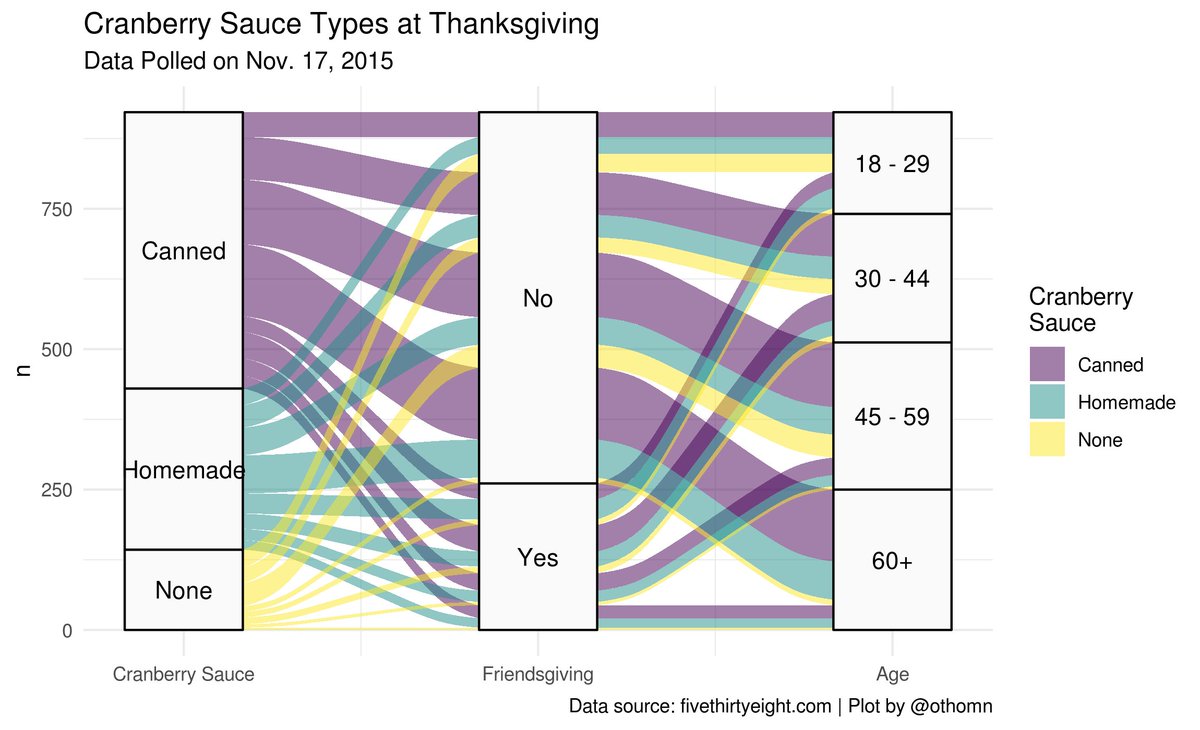 Cranberry Sauce Types at Thanksgiving
Data Polled on Nov. 17, 2015
n
750
500
250
0
Canned
Homemade
None
No
Yes
18 - 29
30 - 44
45 - 59
60+
Cranberry Sauce
Friendsgiving
Age
Cranberry
Sauce
Canned
Homemade
None
Data source: fivethirtyeight.com | Plot by @othomn